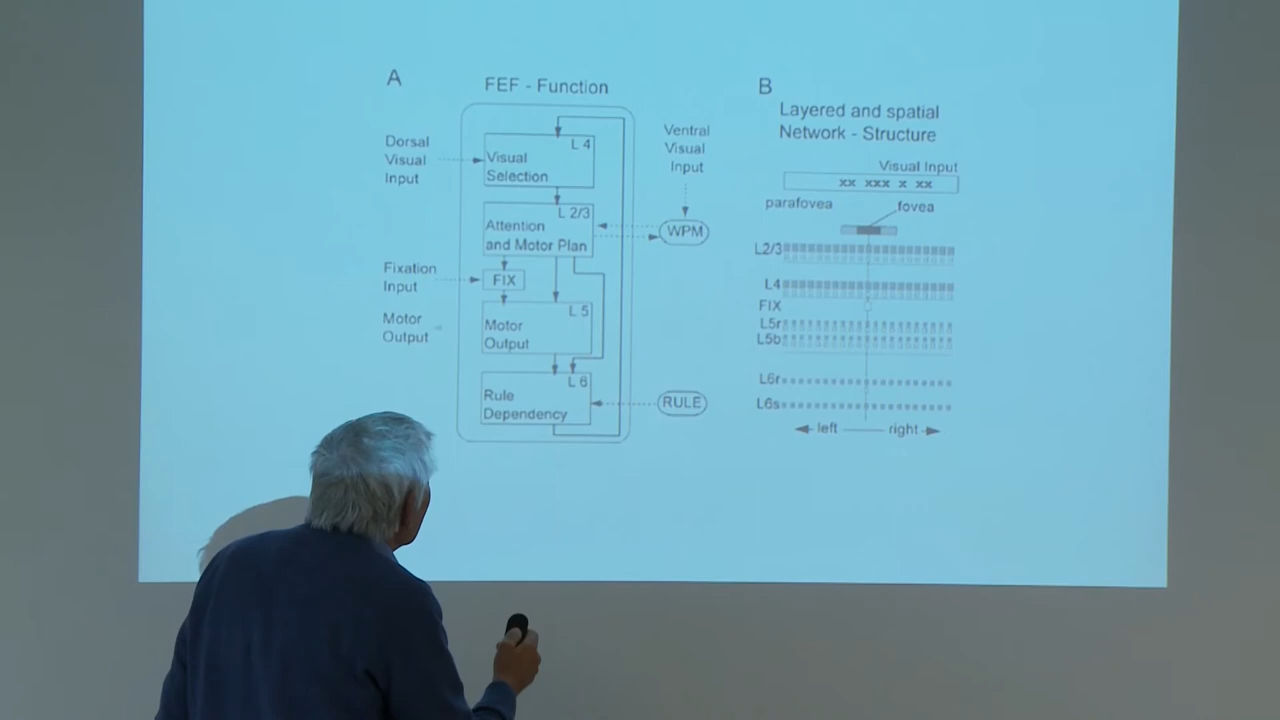 A
FEF - Function
Dorsal
Visual
Input
L 4
Visual
Selection
L 2/3
Attention
and Motor Plan
Ventral
Visual
Input
WPM
Fixation
Input
FIX
Motor
Output
L 5
Motor
Output
L 6
Rule
Dependency
RULE
B
Layered and spatial
Network - Structure
Visual Input
xx xxx x xx
parafovea
fovea
L2/3
L4
FIX
L5r
L5b
L6r
L6s
left
right